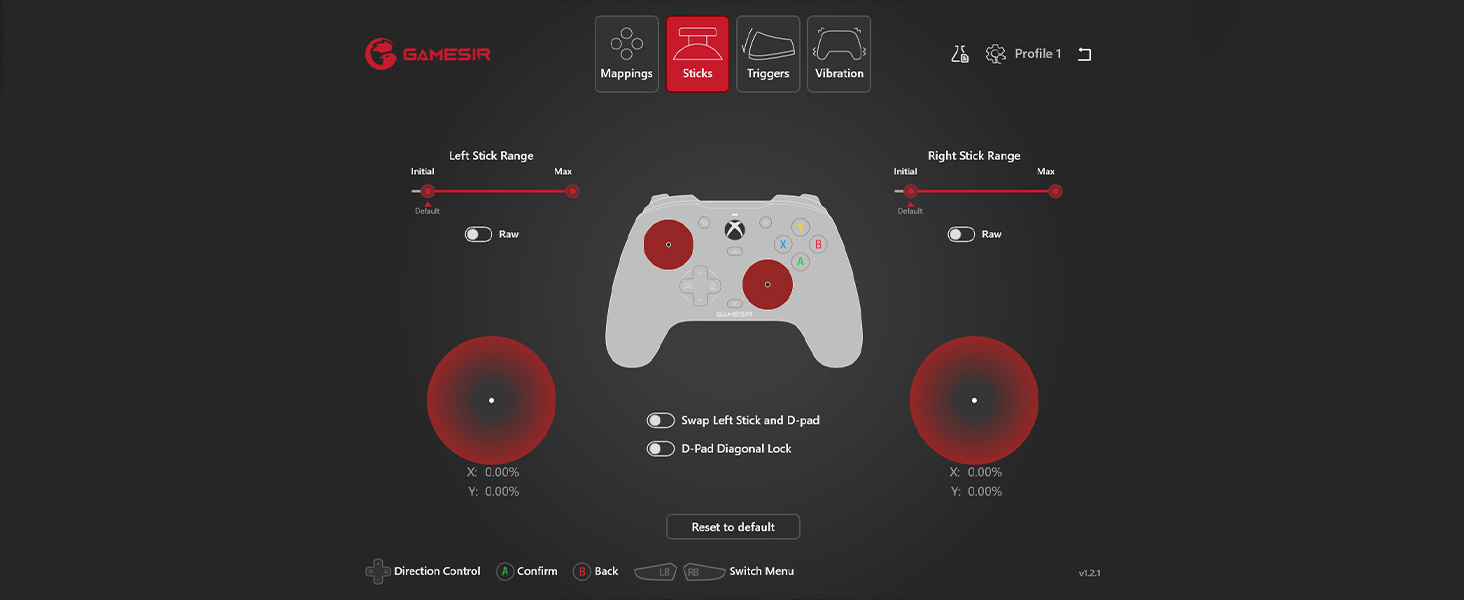 GAMESIR
Mappings
Sticks
Triggers
Vibration
Profile 1
Left Stick Range
Initial Max
Default
Raw
Right Stick Range
Initial Max
Default
Raw
Y
X B
A
GAMESIR
X: 0.00%
Y: 0.00%
Swap Left Stick and D-pad
D-Pad Diagonal Lock
X: 0.00%
Y: 0.00%
Reset to default
Direction Control A Confirm B Back LB RB Switch Menu
v1.2.1